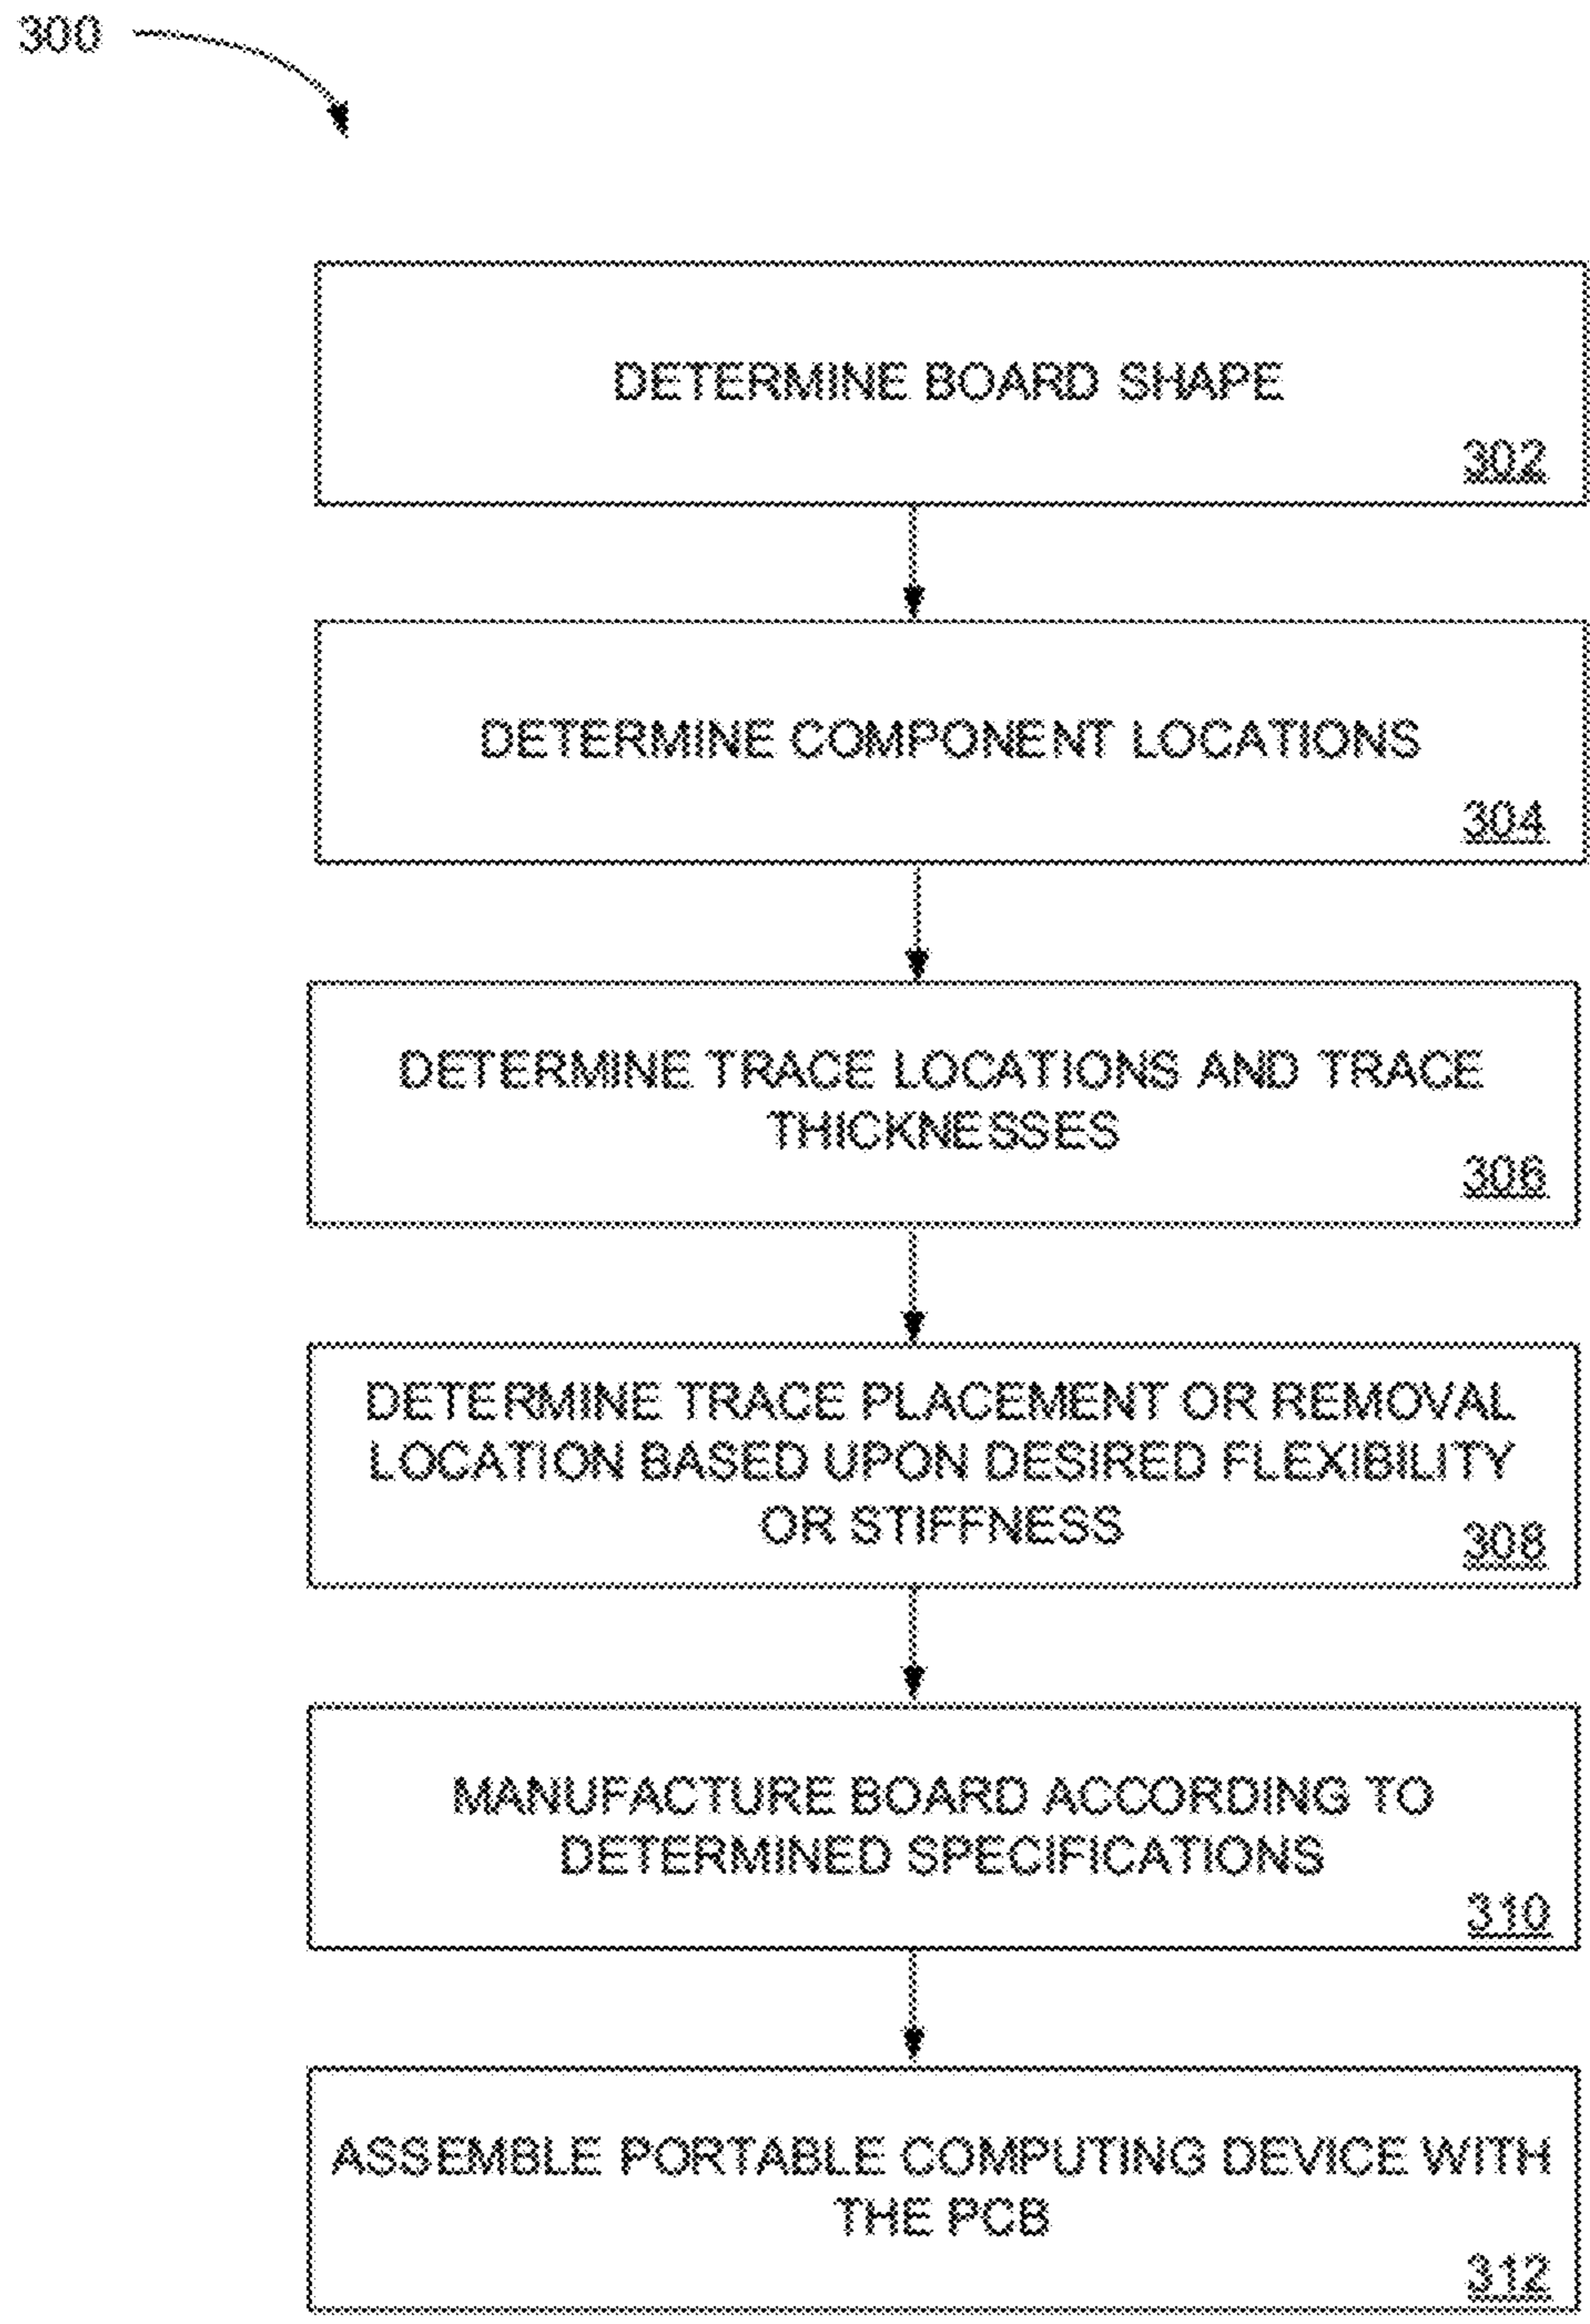 300
DETERMINE BOARD SHAPE
302
DETERMINE COMPONENT LOCATIONS
304
DETERMINE TRACE LOCATIONS AND TRACE
THICKNESSES
306
DETERMINE TRACE PLACEMENT OR REMOVAL
LOCATION BASED UPON DESIRED FLEXIBILITY
OR STIFFNESS
308
MANUFACTURE BOARD ACCORDING TO
DETERMINED SPECIFICATIONS
310
ASSEMBLE PORTABLE COMPUTING DEVICE WITH
THE PCB
312